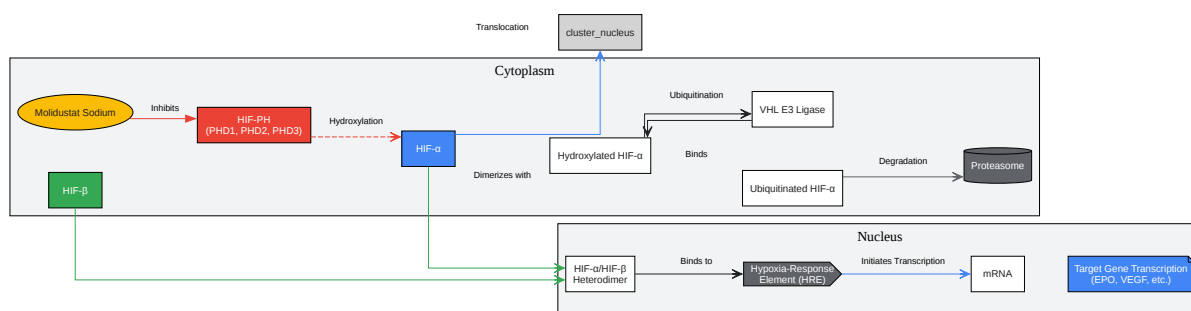 Translocation
cluster_nucleus
Cytoplasm
Molidustat Sodium
Inhibits
HIF-PH
(PHD1, PHD2, PHD3)
Hydroxylation
HIF-α
Ubiquitination
VHL E3 Ligase
Hydroxylated HIF-α
Binds
Degradation
Proteasome
Dimerizes with
Ubiquitinated HIF-α
HIF-β
Nucleus
HIF-α/HIF-β
Heterodimer
Binds to
Hypoxia-Response
Element (HRE)
Initiates Transcription
mRNA
Target Gene Transcription
(EPO, VEGF, etc.)